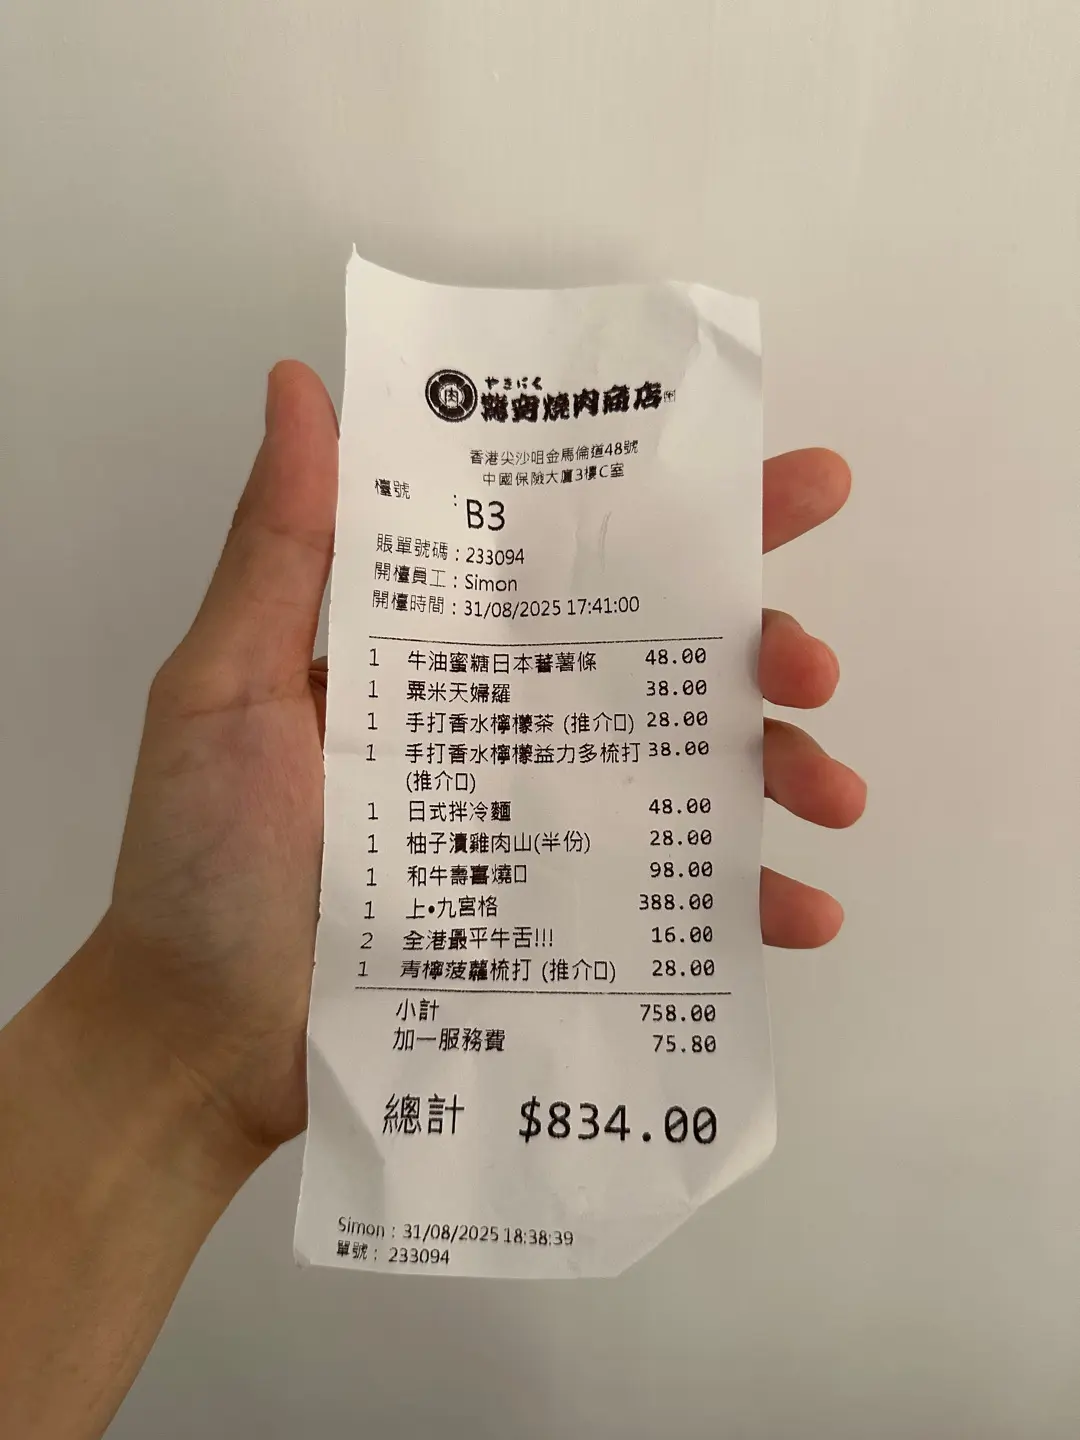 肉
やきにく
燒肉商店
香港尖沙咀金馬倫道48號
中國保險大廈3樓C室
檯號 : B3
賬單號碼 : 233094
開檯員工 : Simon
開檯時間 : 31/08/2025 17:41:00
1 牛油蜜糖日本蕃薯條 48.00
1 粟米天婦羅 38.00
1 手打香水檸檬茶 (推介口) 28.00
1 手打香水檸檬益力多梳打 38.00
(推介口)
1 日式拌冷麵 48.00
1 柚子漬雞肉山(半份) 28.00
1 和牛壽喜燒口 98.00
1 上•九宮格 388.00
2 全港最平牛舌!!! 16.00
1 青檸菠蘿梳打 (推介口) 28.00
小計 758.00
加一服務費 75.80
總計 $834.00
Simon : 31/08/2025 18:38:39
單號 : 233094